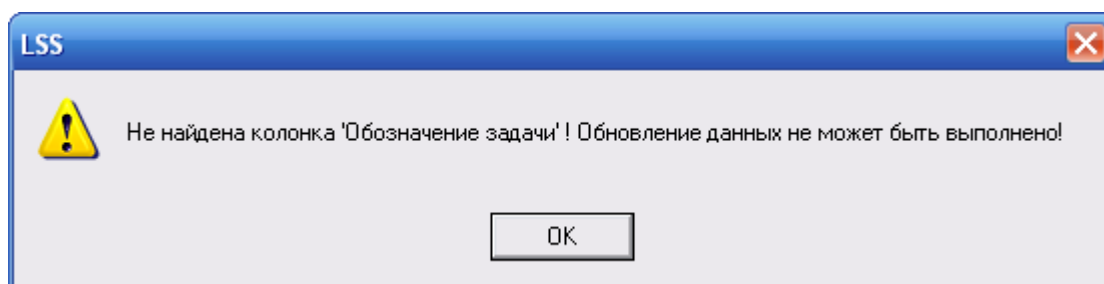 LSS
Не найдена колонка 'Обозначение задачи' ! Обновление данных не может быть выполнено!
OK